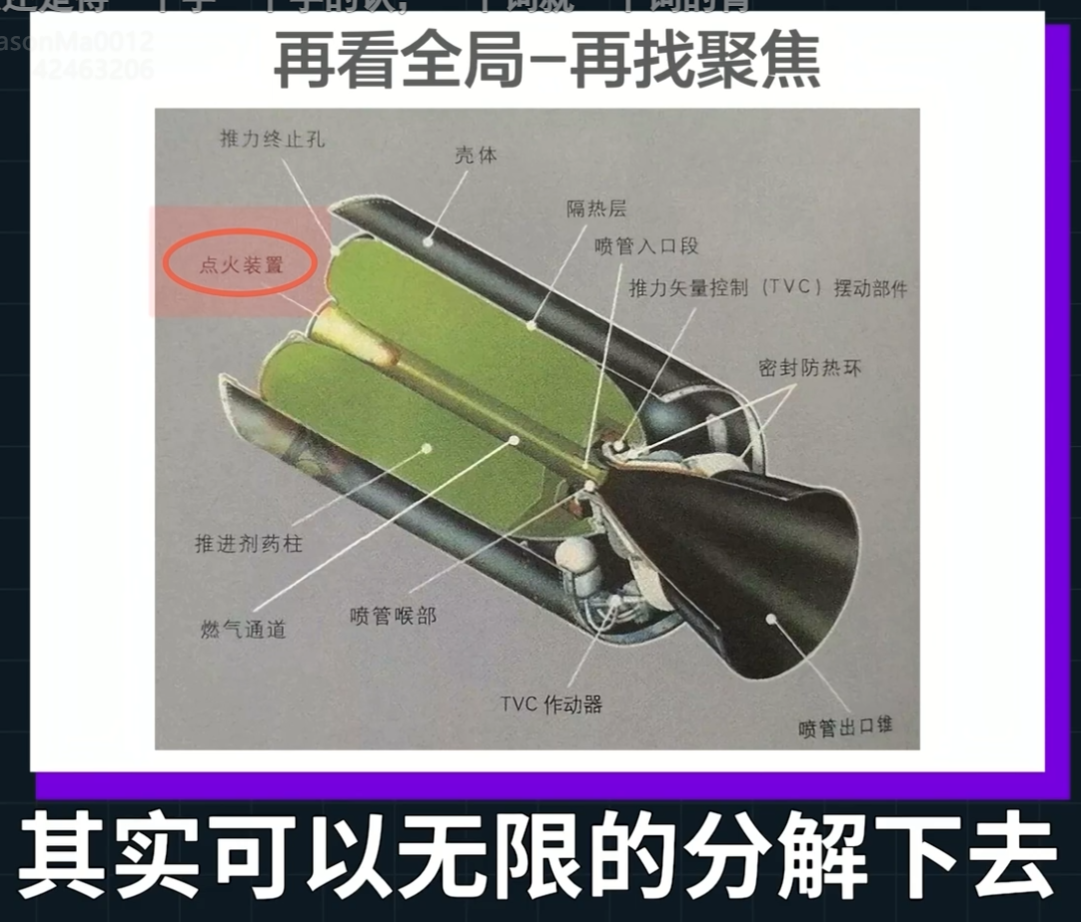 再看全局-再找聚焦
asonMa0012
42463206
推力终止孔
壳体
隔热层
喷管入口段
点火装置
推力矢量控制（TVC）摆动部件
密封防热环
推进剂药柱
燃气通道
喷管喉部
TVC 作动器
喷管出口锥
其实可以无限的分解下去